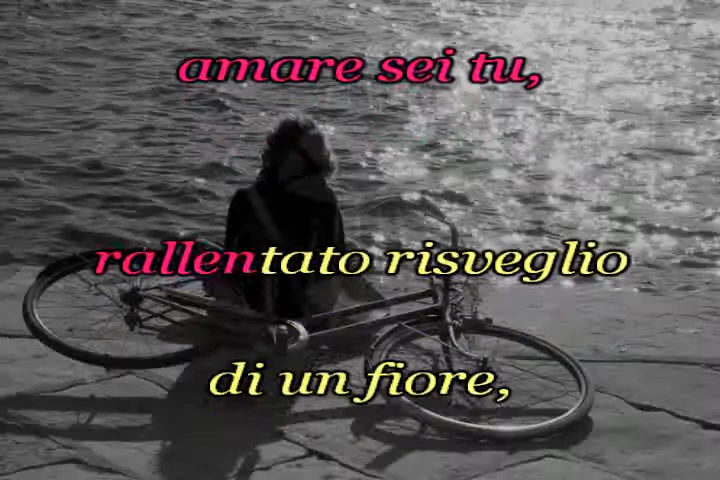 amare sei tu,
rallentato risveglio
di un fiore,